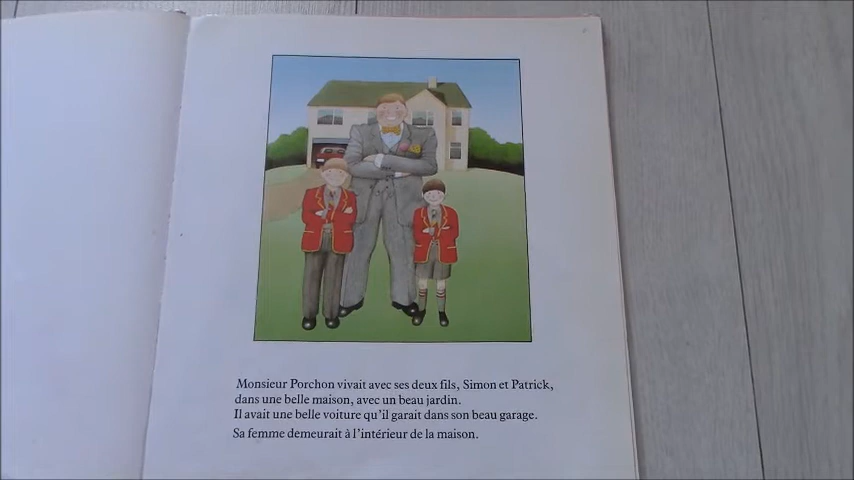 Monsieur Porchon vivait avec ses deux fils, Simon et Patrick,
dans une belle maison, avec un beau jardin.
Il avait une belle voiture qu'il garait dans son beau garage.
Sa femme demeurait à l'intérieur de la maison.